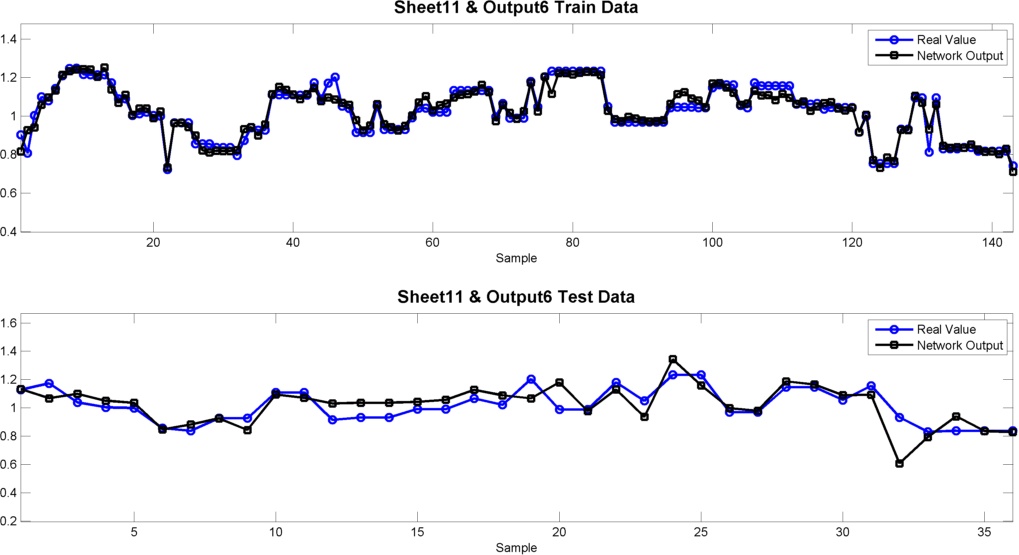 Sheet11 & Output6 Train Data
1.4
1.2
1
0.8
0.6
0.4
Real Value
Network Output
20 40 60 80 100 120 140
Sample
Sheet11 & Output6 Test Data
1.6
1.4
1.2
1
0.8
0.6
0.4
0.2
Real Value
Network Output
5 10 15 20 25 30 35
Sample